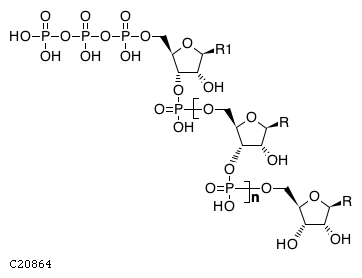 O O O
HO P O P O P O O R1
OH OH OH
O OH
O=P O O R
OH
O OH
O=P O O R
HO n
HO OH
C20864